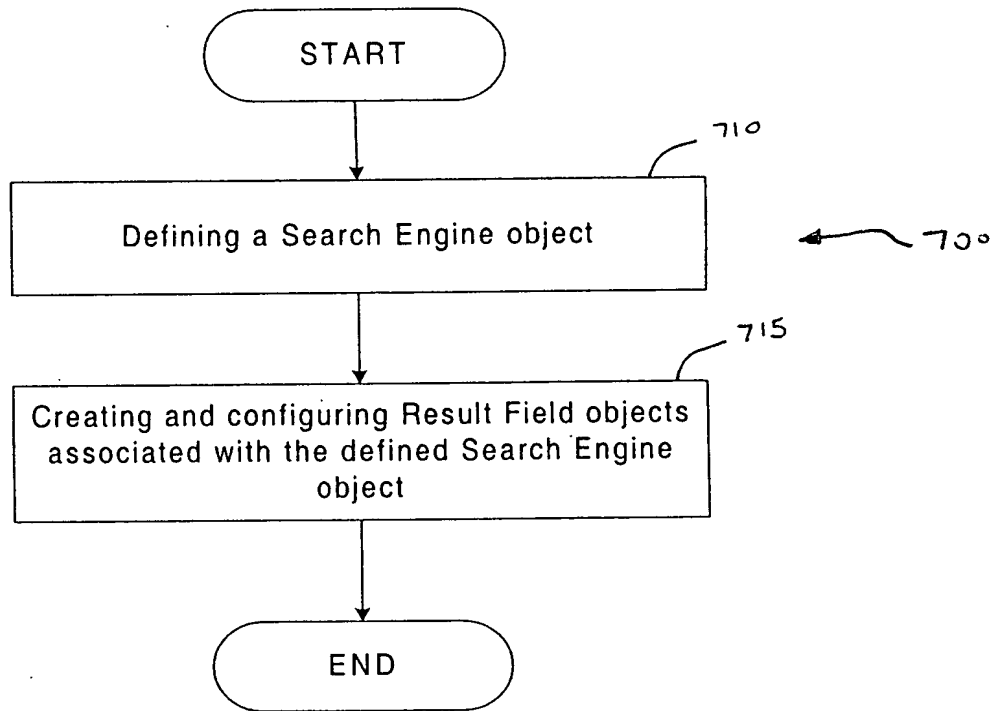 START
710
Defining a Search Engine object
700
715
Creating and configuring Result Field objects
associated with the defined Search Engine
object
END